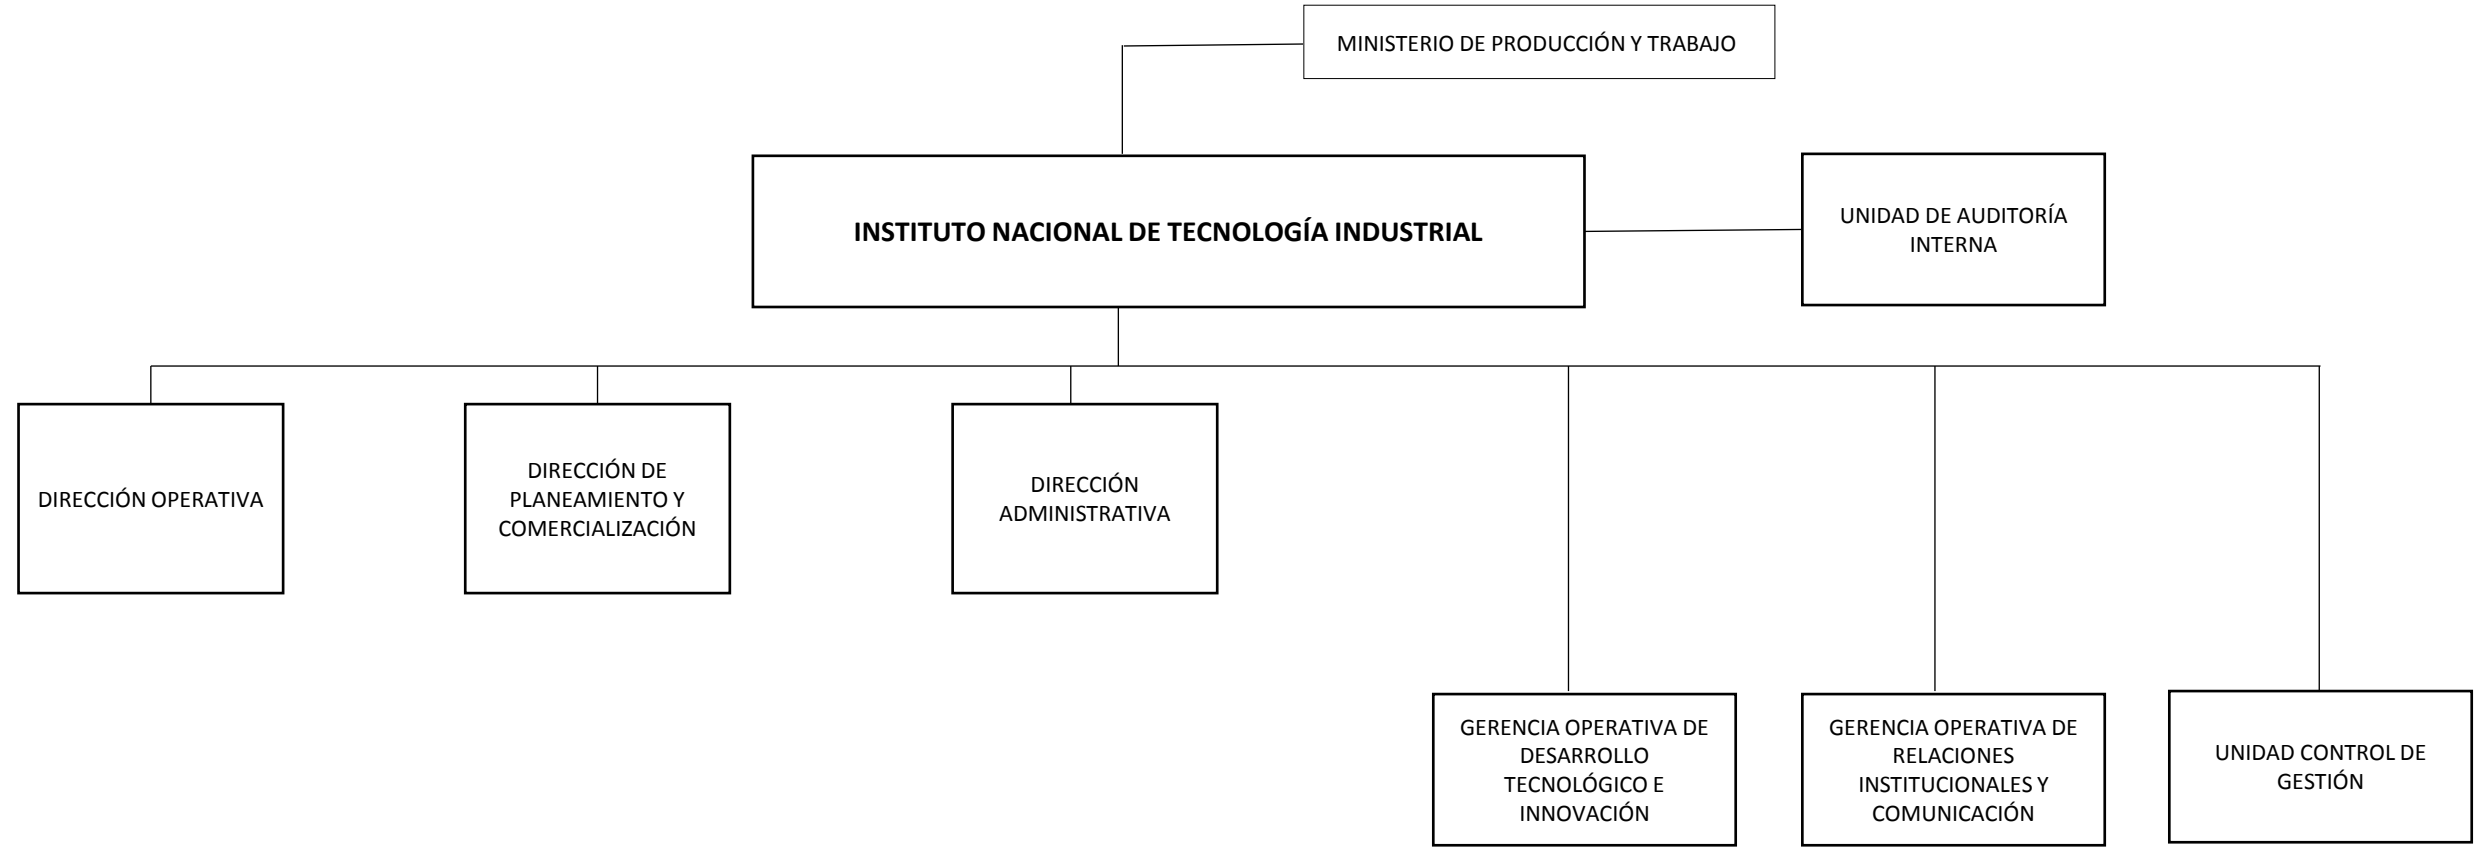 MINISTERIO DE PRODUCCIÓN Y TRABAJO
INSTITUTO NACIONAL DE TECNOLOGÍA INDUSTRIAL
UNIDAD DE AUDITORÍA
INTERNA
DIRECCIÓN OPERATIVA
DIRECCIÓN DE
PLANEAMIENTO Y
COMERCIALIZACIÓN
DIRECCIÓN
ADMINISTRATIVA
GERENCIA OPERATIVA DE
DESARROLLO
TECNOLÓGICO E
INNOVACIÓN
GERENCIA OPERATIVA DE
RELACIONES
INSTITUCIONALES Y
COMUNICACIÓN
UNIDAD CONTROL DE
GESTIÓN